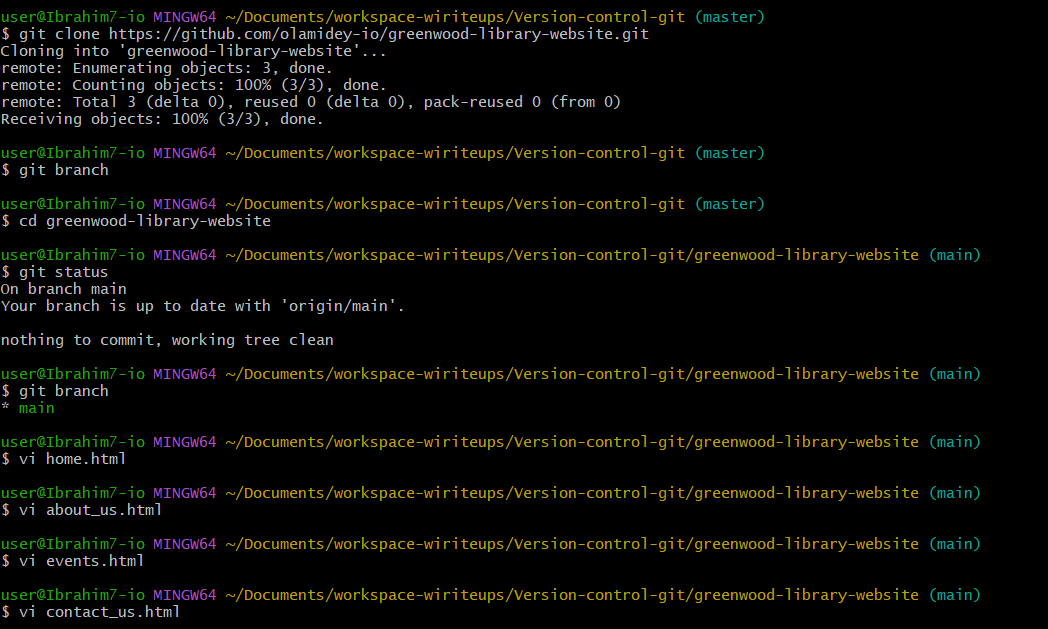 user@Ibrahim7-io MINGW64 ~/Documents/workspace-wiriteups/Version-control-git (master)
$ git clone https://github.com/olamidey-io/greenwood-library-website.git
Cloning into 'greenwood-library-website'...
remote: Enumerating objects: 3, done.
remote: Counting objects: 100% (3/3), done.
remote: Total 3 (delta 0), reused 0 (delta 0), pack-reused 0 (from 0)
Receiving objects: 100% (3/3), done.
user@Ibrahim7-io MINGW64 ~/Documents/workspace-wiriteups/Version-control-git (master)
$ git branch
user@Ibrahim7-io MINGW64 ~/Documents/workspace-wiriteups/Version-control-git (master)
$ cd greenwood-library-website
user@Ibrahim7-io MINGW64 ~/Documents/workspace-wiriteups/Version-control-git/greenwood-library-website (main)
$ git status
On branch main
Your branch is up to date with 'origin/main'.
nothing to commit, working tree clean
user@Ibrahim7-io MINGW64 ~/Documents/workspace-wiriteups/Version-control-git/greenwood-library-website (main)
$ git branch
* main
user@Ibrahim7-io MINGW64 ~/Documents/workspace-wiriteups/Version-control-git/greenwood-library-website (main)
$ vi home.html
user@Ibrahim7-io MINGW64 ~/Documents/workspace-wiriteups/Version-control-git/greenwood-library-website (main)
$ vi about_us.html
user@Ibrahim7-io MINGW64 ~/Documents/workspace-wiriteups/Version-control-git/greenwood-library-website (main)
$ vi events.html
user@Ibrahim7-io MINGW64 ~/Documents/workspace-wiriteups/Version-control-git/greenwood-library-website (main)
$ vi contact_us.html